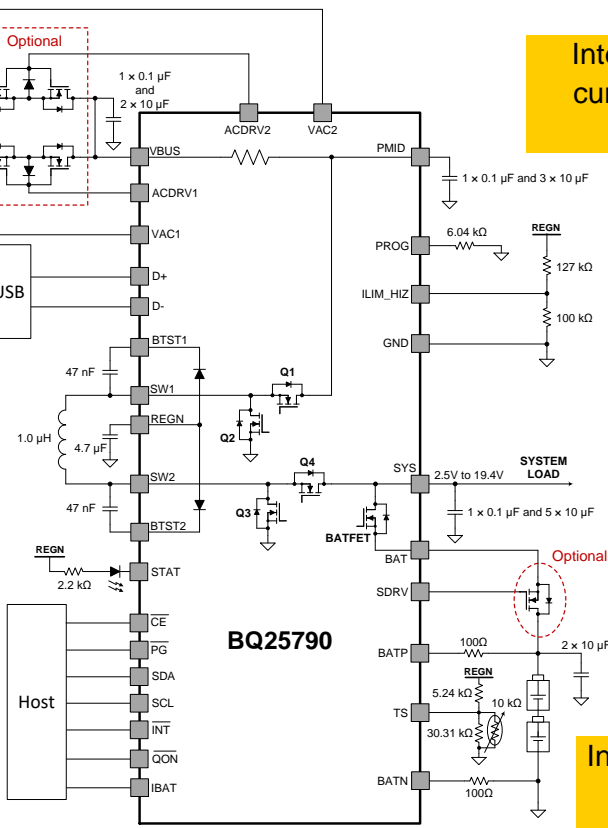 Optional
1 × 0.1 µF
and
2 × 10 µF
ACDRV2
VAC2
VBUS
PMID
1 × 0.1 µF and 3 × 10 µF
ACDRV1
VAC1
PROG
6.04 kΩ
REGN
127 kΩ
D+
D-
ILIM_HIZ
100 kΩ
GND
BTST1
47 nF
SW1
Q1
REGN
Q2
1.0 µH
4.7 µF
SW2
Q4
SYS
2.5V to 19.4V
SYSTEM
LOAD
Q3
47 nF
BTST2
BATFET
1 × 0.1 µF and 5 × 10 µF
BAT
Optional
REGN
2.2 kΩ
STAT
SDRV
Host
CE
PG
SDA
SCL
INT
QON
IBAT
BQ25790
BATP
100Ω
2 × 10 µF
REGN
5.24 kΩ
10 kΩ
TS
30.31 kΩ
BATN
100Ω